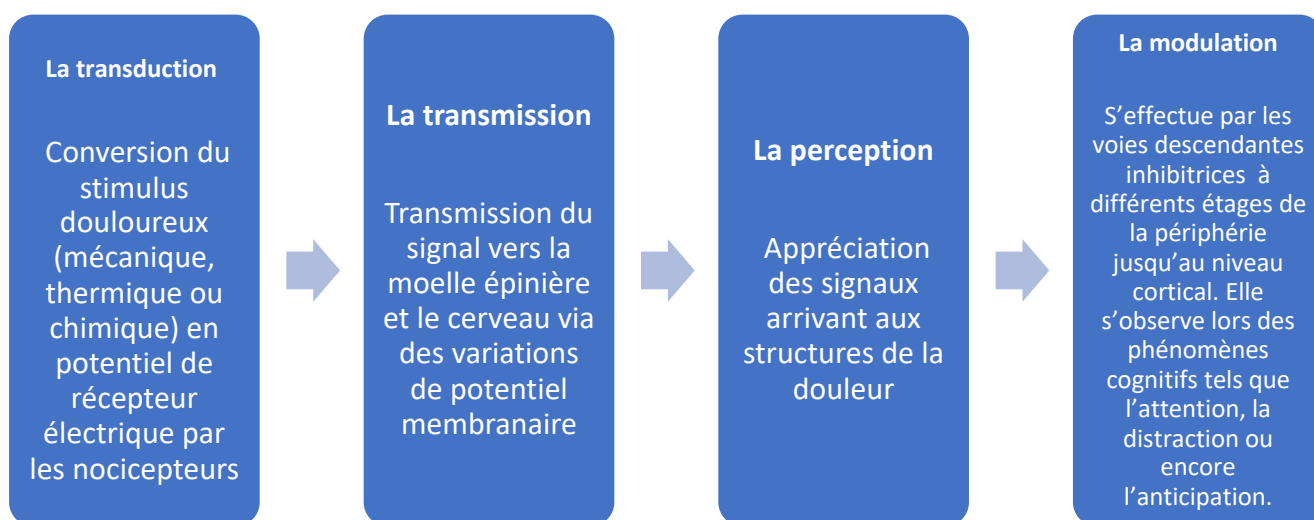 La transduction
Conversion du
stimulus
douloureux
(mécanique,
thermique ou
chimique) en
potentiel de
récepteur
électrique par
les nocicepteurs
La transmission
Transmission du
signal vers la
moelle épinière
et le cerveau via
des variations
de potentiel
membranaire
La perception
Appréciation
des signaux
arrivant aux
structures de la
douleur
La modulation
S’effectue par les
voies descendantes
inhibitrices à
différents étages de
la périphérie
jusqu’au niveau
cortical. Elle
s’observe lors des
phénomènes
cognitifs tels que
l’attention, la
distraction ou
encore
l’anticipation.